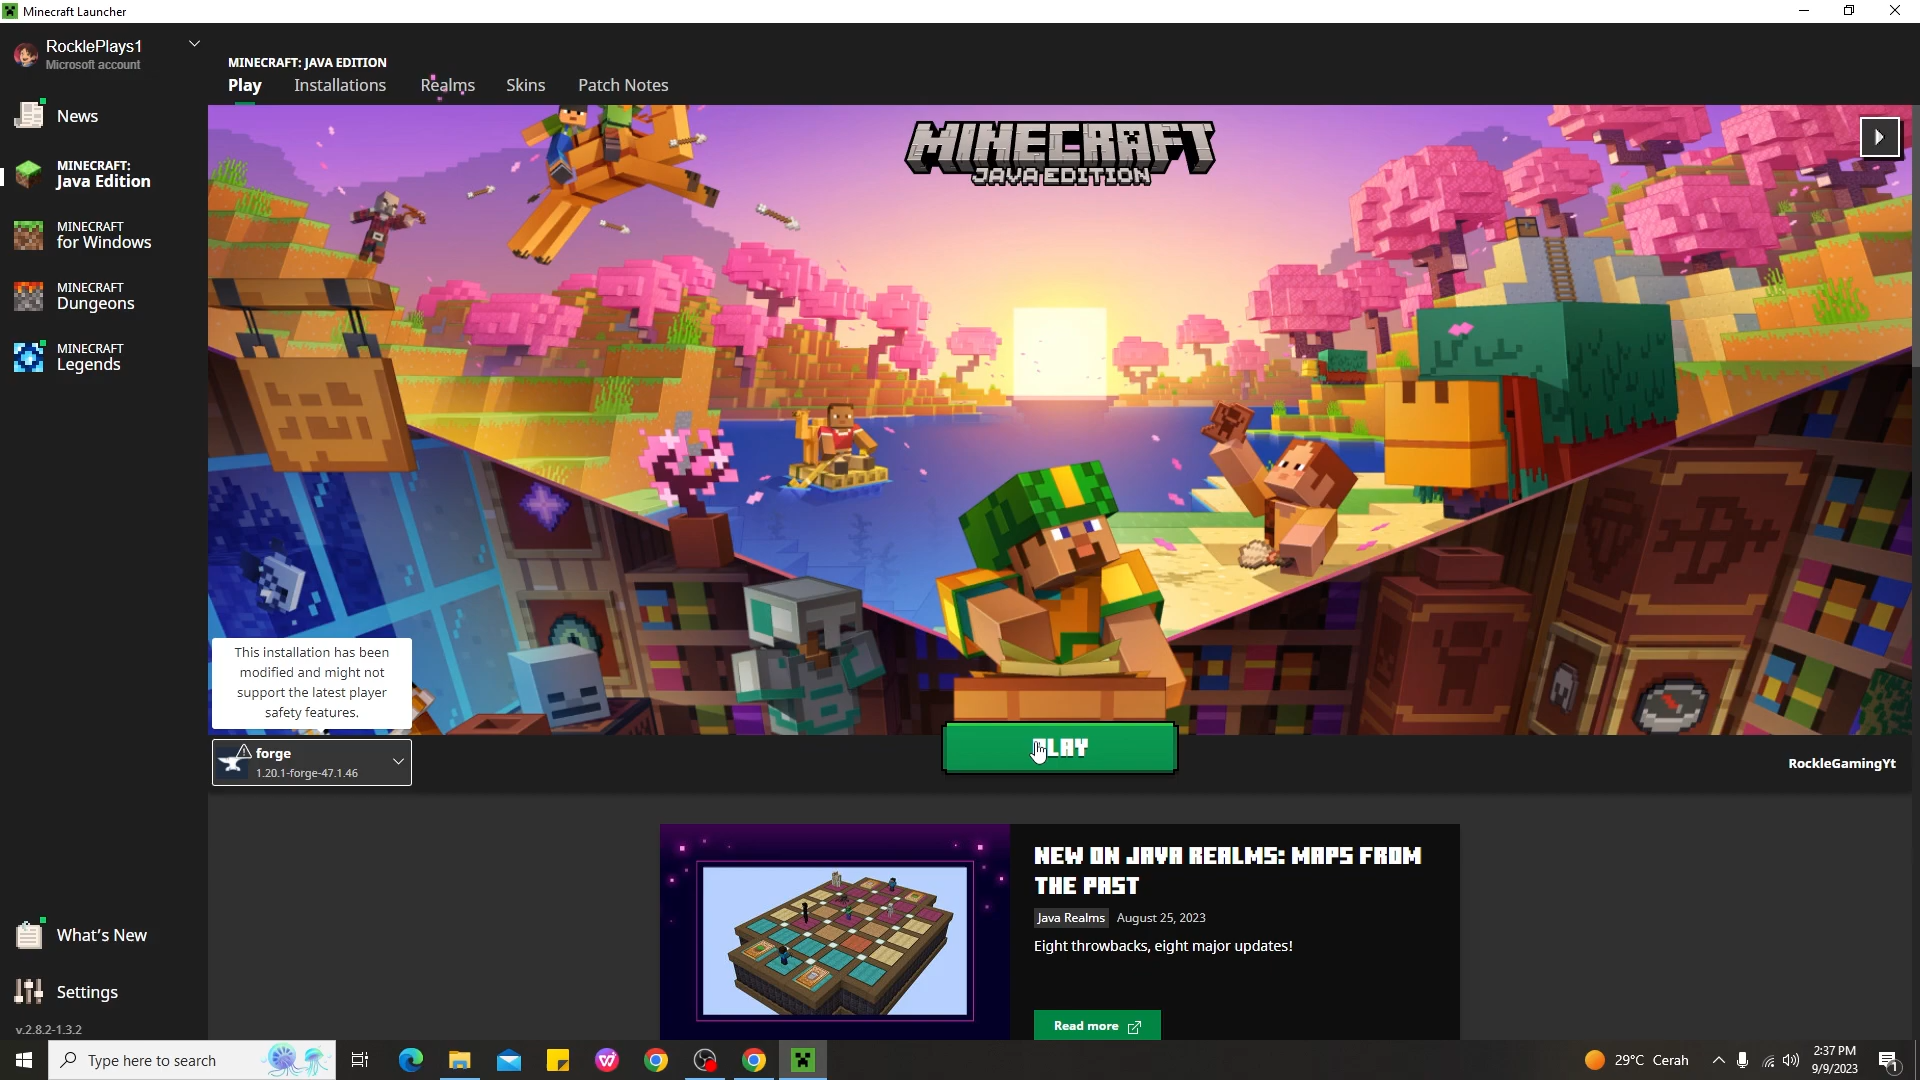 Minecraft Launcher
RocklePlays1
Microsoft account
News
MINECRAFT:
Java Edition
MINECRAFT
for Windows
MINECRAFT
Dungeons
MINECRAFT
Legends
What's New
Settings
v.2.8.2-1.3.2
MINECRAFT: JAVA EDITION
Play Installations Realms Skins Patch Notes
MINECRAFT
JAVA EDITION
This installation has been
modified and might not
support the latest player
safety features.
forge
1.20.1-forge-47.1.46
PLAY
RockleGamingYt
NEW ON JAVA REALMS: MAPS FROM
THE PAST
Java Realms August 25, 2023
Eight throwbacks, eight major updates!
Read more
Type here to search
29°C Cerah
2:37 PM
9/9/2023
1